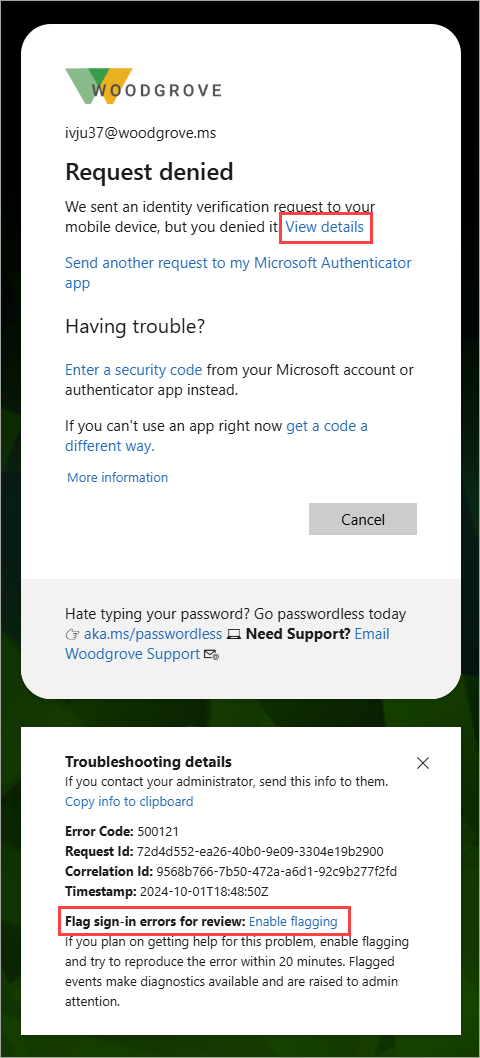 WOODGROVE
ivju37@woodgrove.ms
Request denied
We sent an identity verification request to your
mobile device, but you denied it. View details
Send another request to my Microsoft Authenticator
app
Having trouble?
Enter a security code from your Microsoft account or
authenticator app instead.
If you can't use an app right now get a code a
different way.
More information
Cancel
Hate typing your password? Go passwordless today
👉 aka.ms/passwordless 💻 Need Support? Email
Woodgrove Support 📧
Troubleshooting details
If you contact your administrator, send this info to them.
Copy info to clipboard
Error Code: 500121
Request Id: 72d4d552-ea26-40b0-9e09-3304e19b2900
Correlation Id: 9568b766-7b50-472a-a6d1-92c9b277f2fd
Timestamp: 2024-10-01T18:48:50Z
Flag sign-in errors for review: Enable flagging
If you plan on getting help for this problem, enable flagging
and try to reproduce the error within 20 minutes. Flagged
events make diagnostics available and are raised to admin
attention.